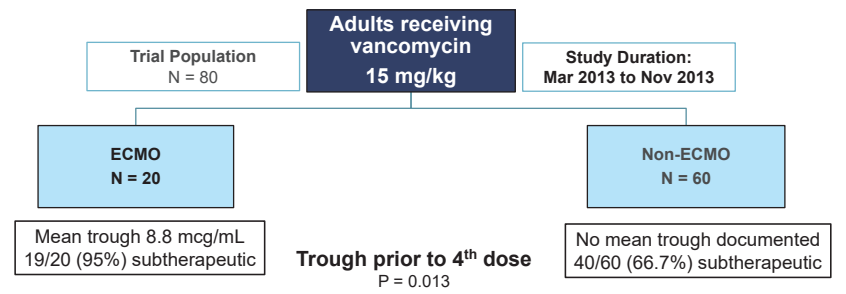 Adults receiving
vancomycin
15 mg/kg
Trial Population
N = 80
Study Duration:
Mar 2013 to Nov 2013
ECMO
N = 20
Non-ECMO
N = 60
Mean trough 8.8 mcg/mL
19/20 (95%) subtherapeutic
Trough prior to 4th dose
P = 0.013
No mean trough documented
40/60 (66.7%) subtherapeutic